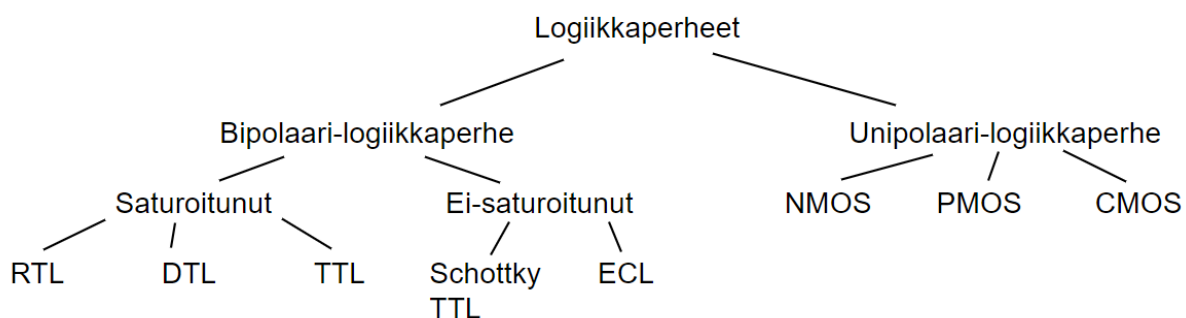 Logiikkaperheet
Bipolaari-logiikkaperhe
Unipolaari-logiikkaperhe
Saturoitunut
Ei-saturoitunut
NMOS
PMOS
CMOS
RTL
DTL
TTL
Schottky
TTL
ECL